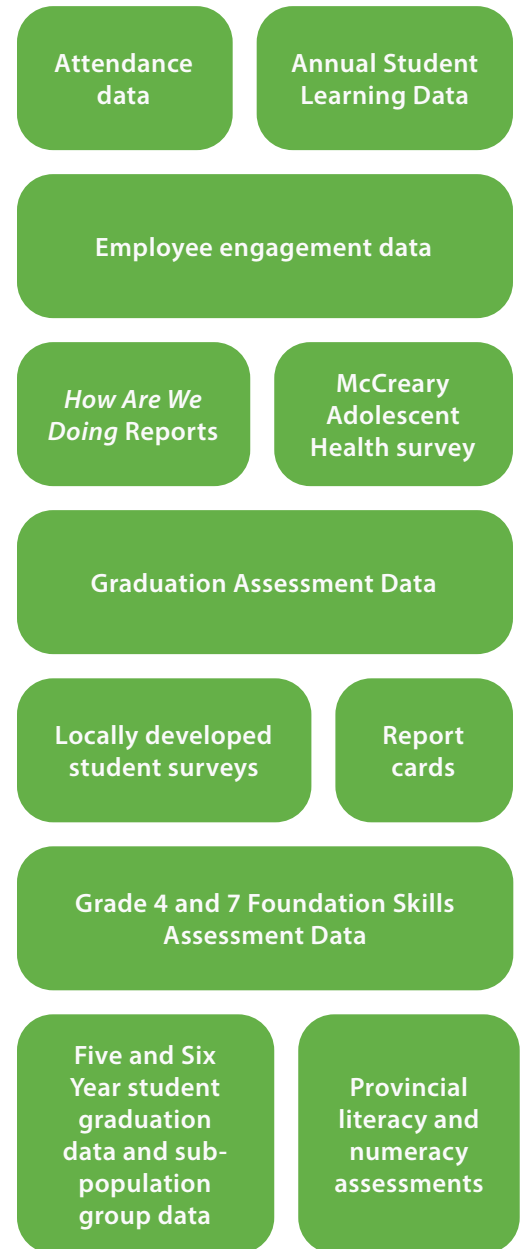 Attendance
data
Annual Student
Learning Data
Employee engagement data
How Are We
Doing Reports
McCreary
Adolescent
Health survey
Graduation Assessment Data
Locally developed
student surveys
Report
cards
Grade 4 and 7 Foundation Skills
Assessment Data
Five and Six
Year student
graduation
data and sub-
population
group data
Provincial
literacy and
numeracy
assessments